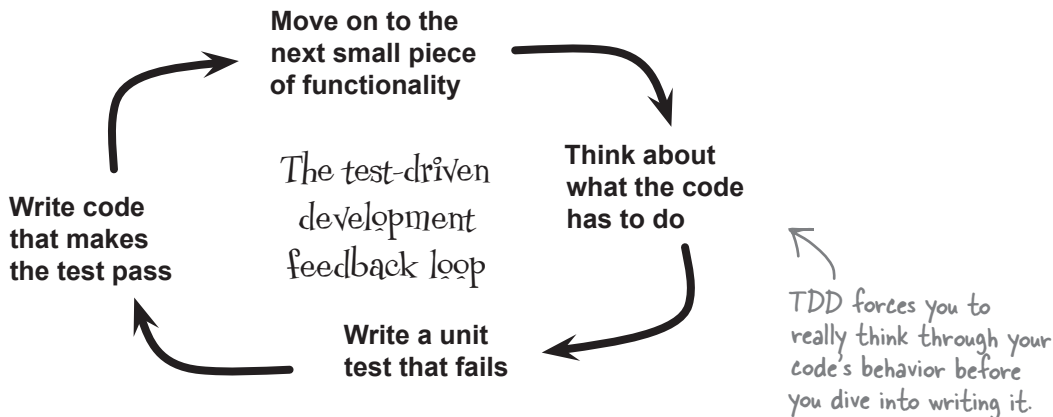 Move on to the
next small piece
of functionality
Think about
what the code
has to do
Write a unit
test that fails
Write code
that makes
the test pass
The test-driven
development
feedback loop
TDD forces you to
really think through your
code's behavior before
you dive into writing it.